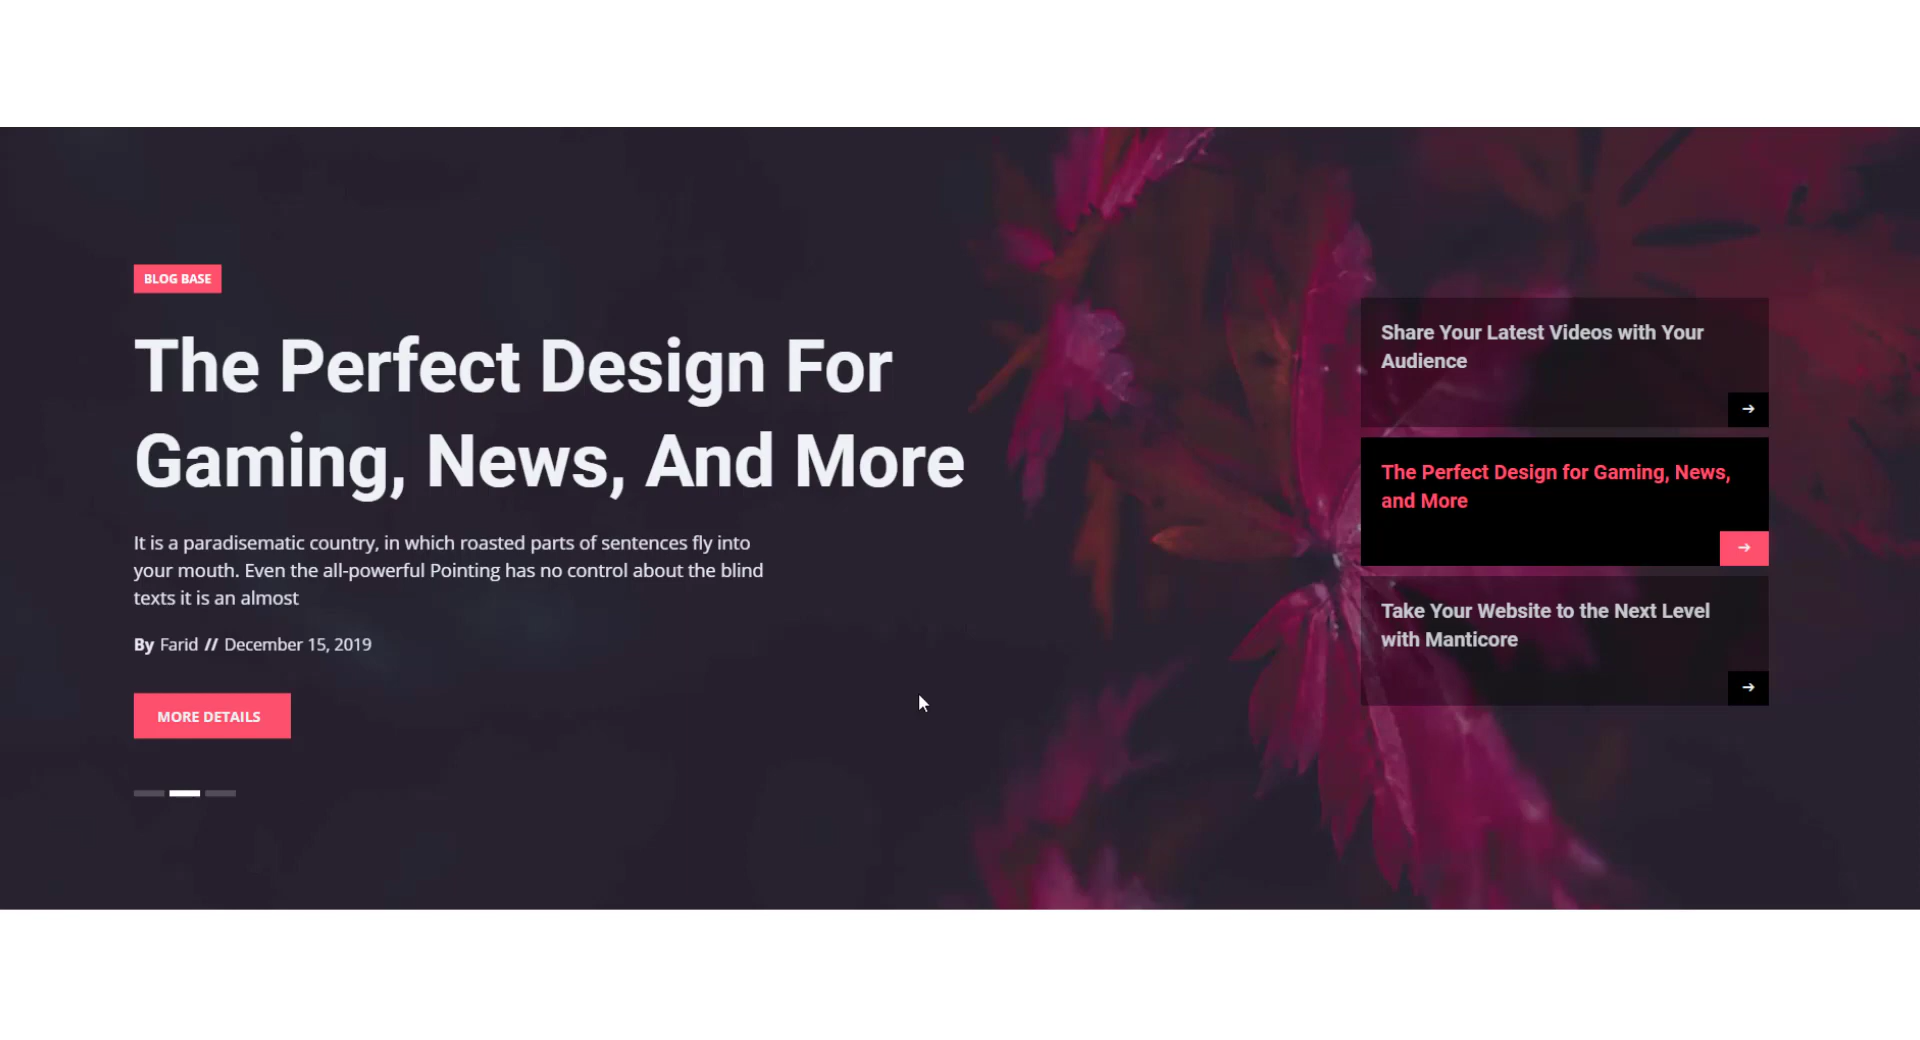 BLOG BASE
The Perfect Design For
Gaming, News, And More
It is a paradisematic country, in which roasted parts of sentences fly into
your mouth. Even the all-powerful Pointing has no control about the blind
texts it is an almost
By Farid // December 15, 2019
MORE DETAILS
Share Your Latest Videos with Your
Audience
The Perfect Design for Gaming, News,
and More
Take Your Website to the Next Level
with Manticore